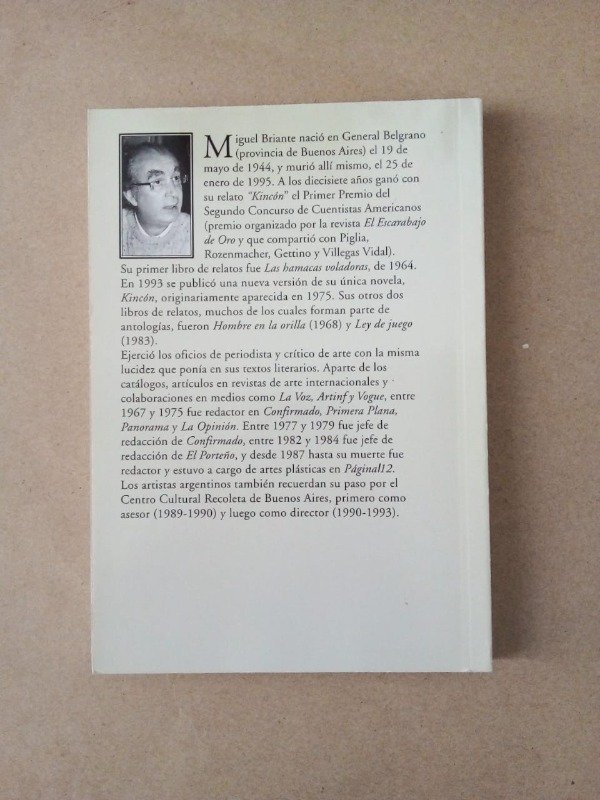 Miguel Briante nació en General Belgrano
(provincia de Buenos Aires) el 19 de
mayo de 1944, y murió allí mismo, el 25 de
enero de 1995. A los diecisiete años ganó con
su relato "Kincón" el Primer Premio del
Segundo Concurso de Cuentistas Americanos
(premio organizado por la revista El Escarabajo
de Oro y que compartió con Piglia,
Rozenmacher, Gettino y Villegas Vidal).
Su primer libro de relatos fue Las hamacas voladoras, de 1964.
En 1993 se publicó una nueva versión de su única novela,
Kincón, originariamente aparecida en 1975. Sus otros dos
libros de relatos, muchos de los cuales forman parte de
antologías, fueron Hombre en la orilla (1968) y Ley de juego
(1983).
Ejerció los oficios de periodista y crítico de arte con la misma
lucidez que ponía en sus textos literarios. Aparte de los
catálogos, artículos en revistas de arte internacionales y
colaboraciones en medios como La Voz, Artinf y Vogue, entre
1967 y 1975 fue redactor en Confirmado, Primera Plana,
Panorama y La Opinión. Entre 1977 y 1979 fue jefe de
redacción de Confirmado, entre 1982 y 1984 fue jefe de
redacción de El Porteño, y desde 1987 hasta su muerte fue
redactor y estuvo a cargo de artes plásticas en Página/12.
Los artistas argentinos también recuerdan su paso por el
Centro Cultural Recoleta de Buenos Aires, primero como
asesor (1989-1990) y luego como director (1990-1993).